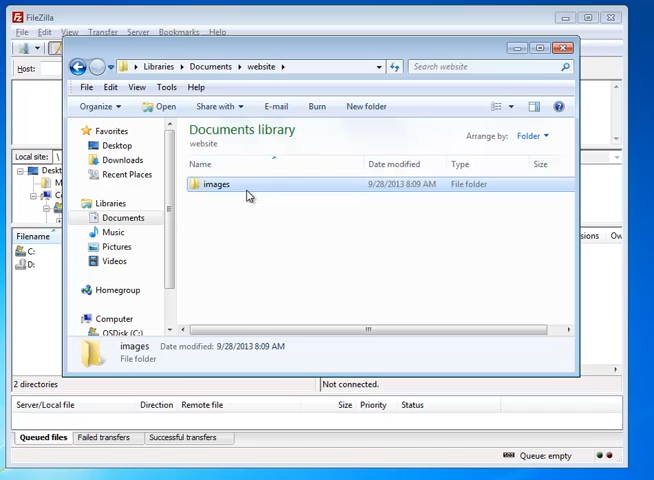 FileZilla
File Edit View Transfer Server Bookmarks Help
Host:
Libraries Documents website
Search website
File Edit View Tools Help
Organize Open Share with E-mail Burn New folder
Favorites
Desktop
Downloads
Recent Places
Libraries
Documents
Music
Pictures
Videos
Homegroup
Computer
OSDisk (C:)
Documents library
website
Arrange by: Folder
Name Date modified Type Size
images 9/28/2013 8:09 AM File folder
images Date modified: 9/28/2013 8:09 AM
File folder
Local site: \
Filename
C:
D:
2 directories
Not connected.
Server/Local file Direction Remote file Size Priority Status
Queued files Failed transfers Successful transfers
Queue: empty